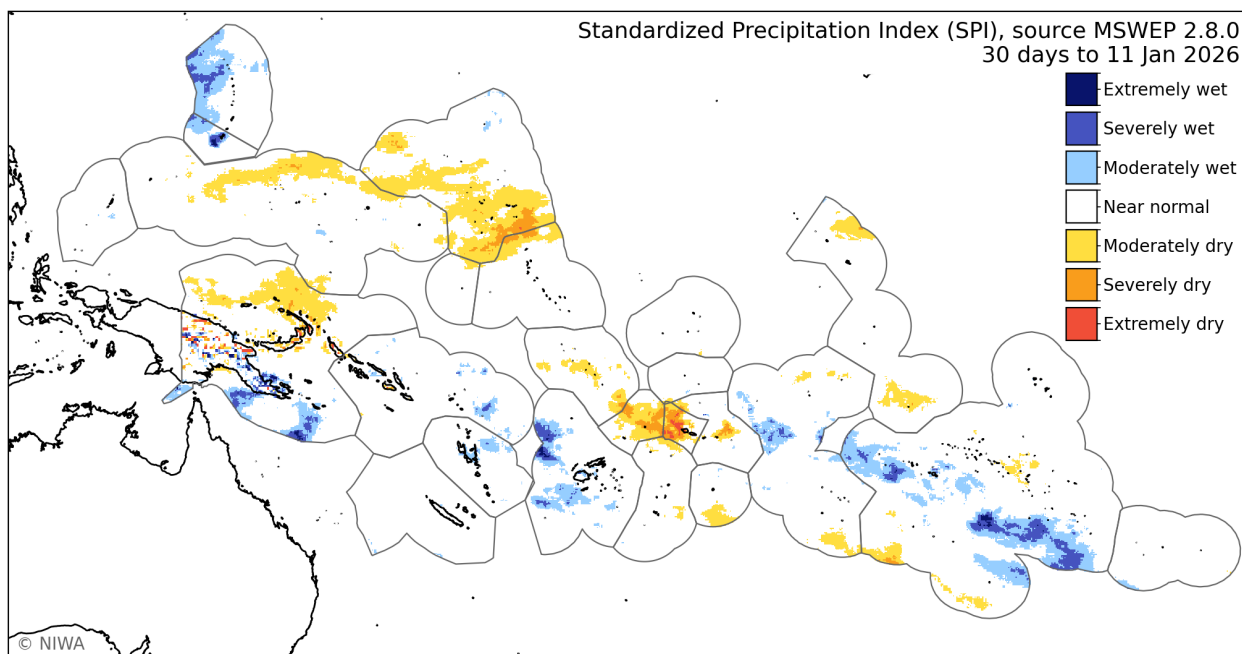 Standardized Precipitation Index (SPI), source MSWEP 2.8.0
30 days to 11 Jan 2026
Extremely wet
Severely wet
Moderately wet
Near normal
Moderately dry
Severely dry
Extremely dry
© NIWA